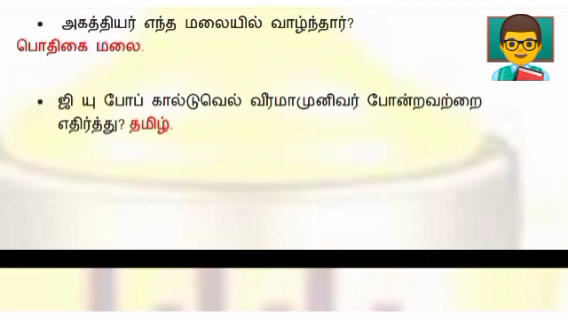 • அகத்தியர் எந்த மலையில் வாழ்ந்தார்?
பொதிகை மலை.
• ஜி யு போப் கால்டுவெல் வீரமாமுனிவர் போன்றவற்றை
எதிர்த்து? தமிழ்.